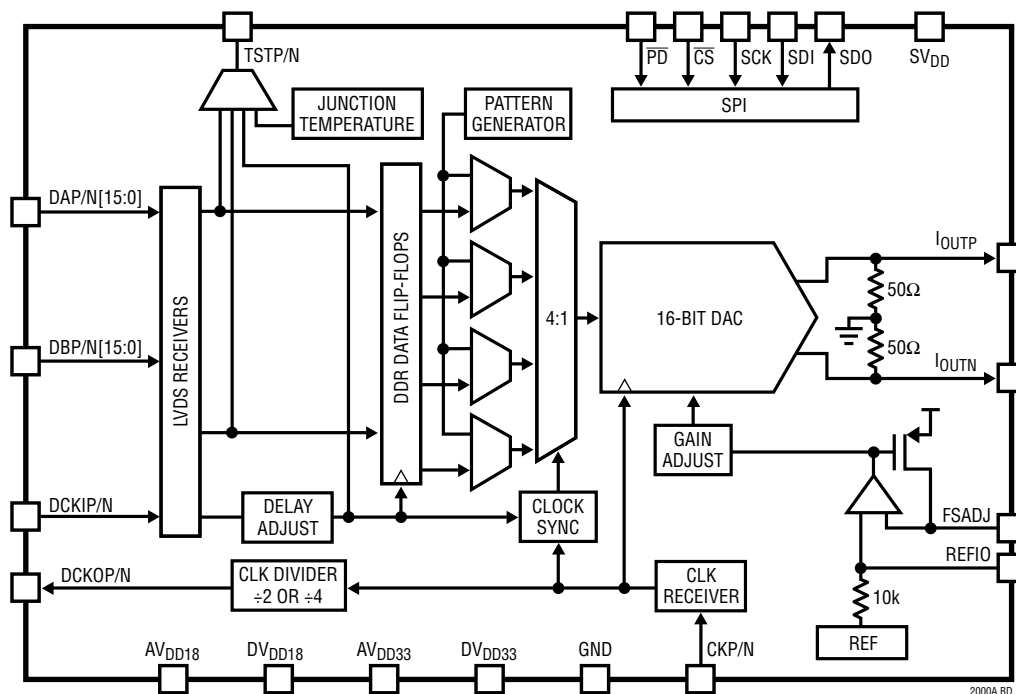 TSTP/N
PD
CS
SCK
SDI
SDO
SVDD
SPI
JUNCTION
TEMPERATURE
PATTERN
GENERATOR
DAP/N[15:0]
DBP/N[15:0]
DCKIP/N
DCKOP/N
LVDS RECEIVERS
DDR DATA FLIP-FLOPS
4:1
16-BIT DAC
IOUTP
50Ω
50Ω
IOUTN
GAIN
ADJUST
DELAY
ADJUST
CLOCK
SYNC
FSADJ
REFIO
CLK DIVIDER
÷2 OR ÷4
CLK
RECEIVER
10k
REF
AVDD18
DVDD18
AVDD33
DVDD33
GND
CKP/N
2000A BD